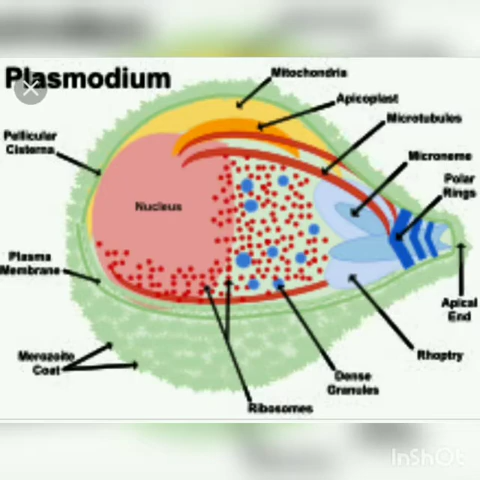 Plasmodium
Mitochondria
Apicoplast
Microtubules
Microneme
Polar
Rings
Pellicular
Cisterna
Nucleus
Plasma
Membrane
Apical
End
Rhoptry
Merozoite
Coat
Dense
Granules
Ribosomes
InShOt